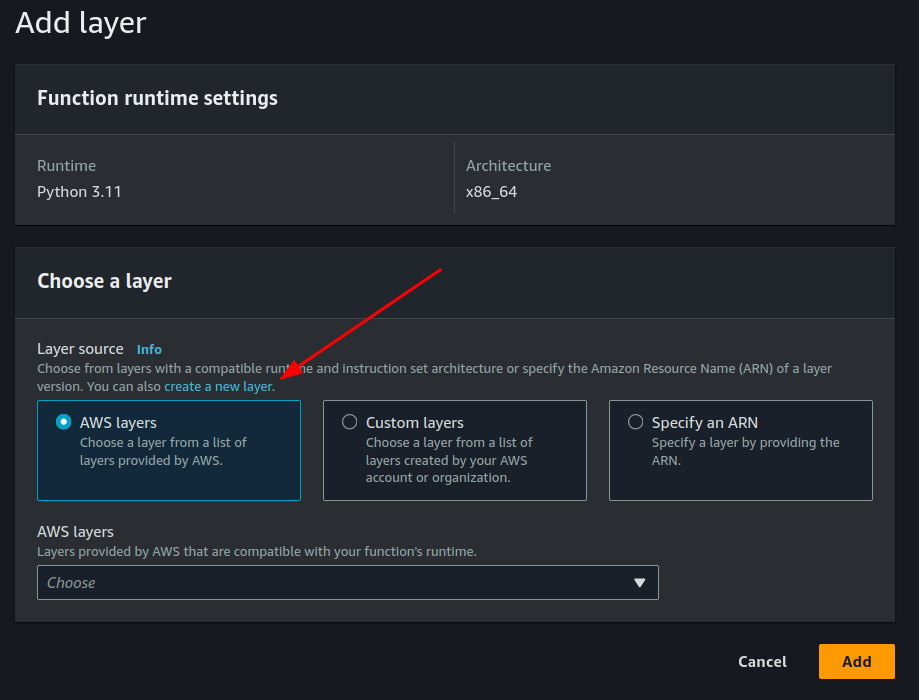 Add layer
Function runtime settings
Runtime
Architecture
Python 3.11
x86_64
Choose a layer
Layer source Info
Choose from layers with a compatible runtime and instruction set architecture or specify the Amazon Resource Name (ARN) of a layer
version. You can also create a new layer.
AWS layers
Choose a layer from a list of
layers provided by AWS.
Custom layers
Choose a layer from a list of
layers created by your AWS
account or organization.
Specify an ARN
Specify a layer by providing the
ARN.
AWS layers
Layers provided by AWS that are compatible with your function's runtime.
Choose
Cancel
Add